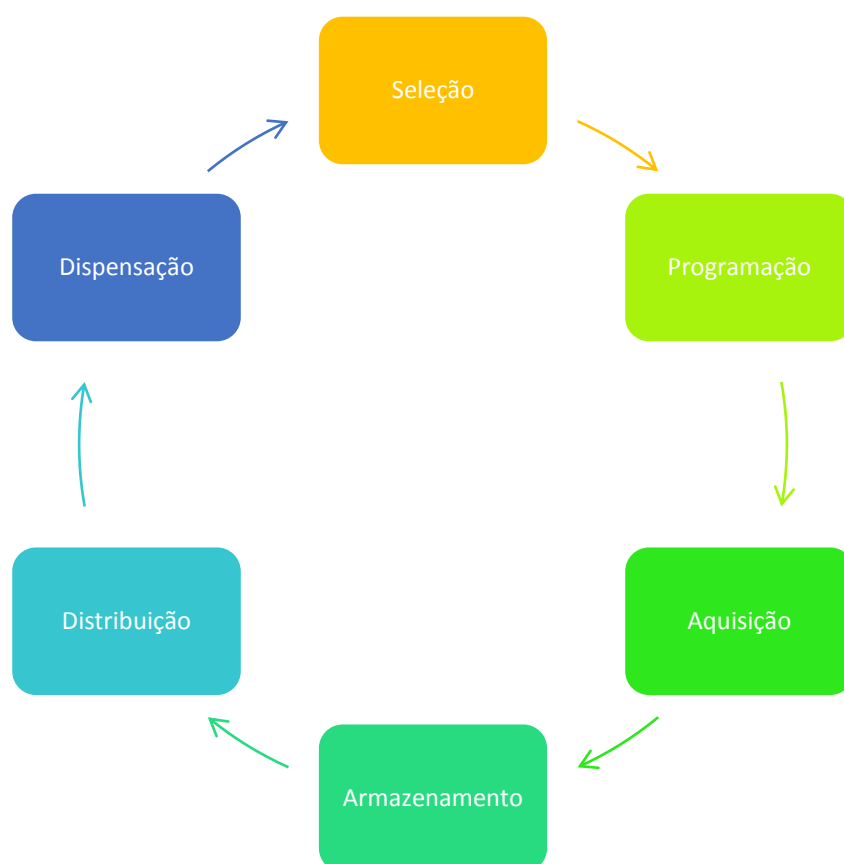 Seleção
Programação
Aquisição
Armazenamento
Distribuição
Dispensação